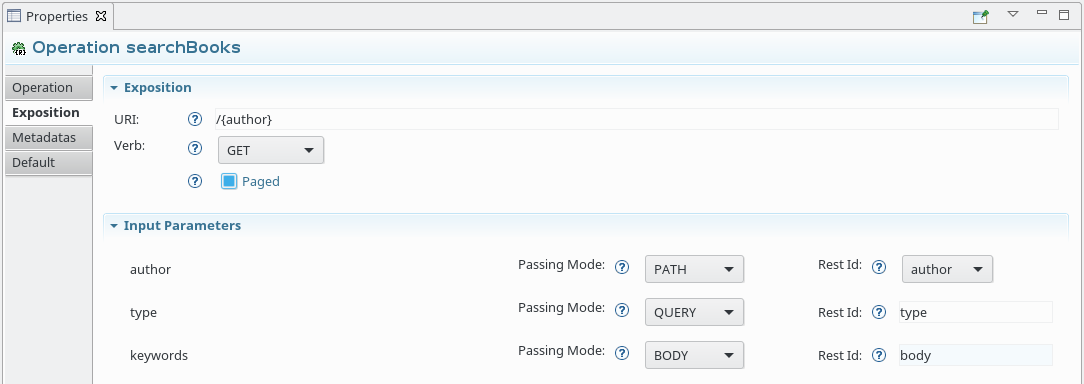 Properties
Operation searchBooks
Operation
Exposition
Metadatas
Default
Exposition
URI: /{author}
Verb: GET
Paged
Input Parameters
author Passing Mode: PATH Rest Id: author
type Passing Mode: QUERY Rest Id: type
keywords Passing Mode: BODY Rest Id: body